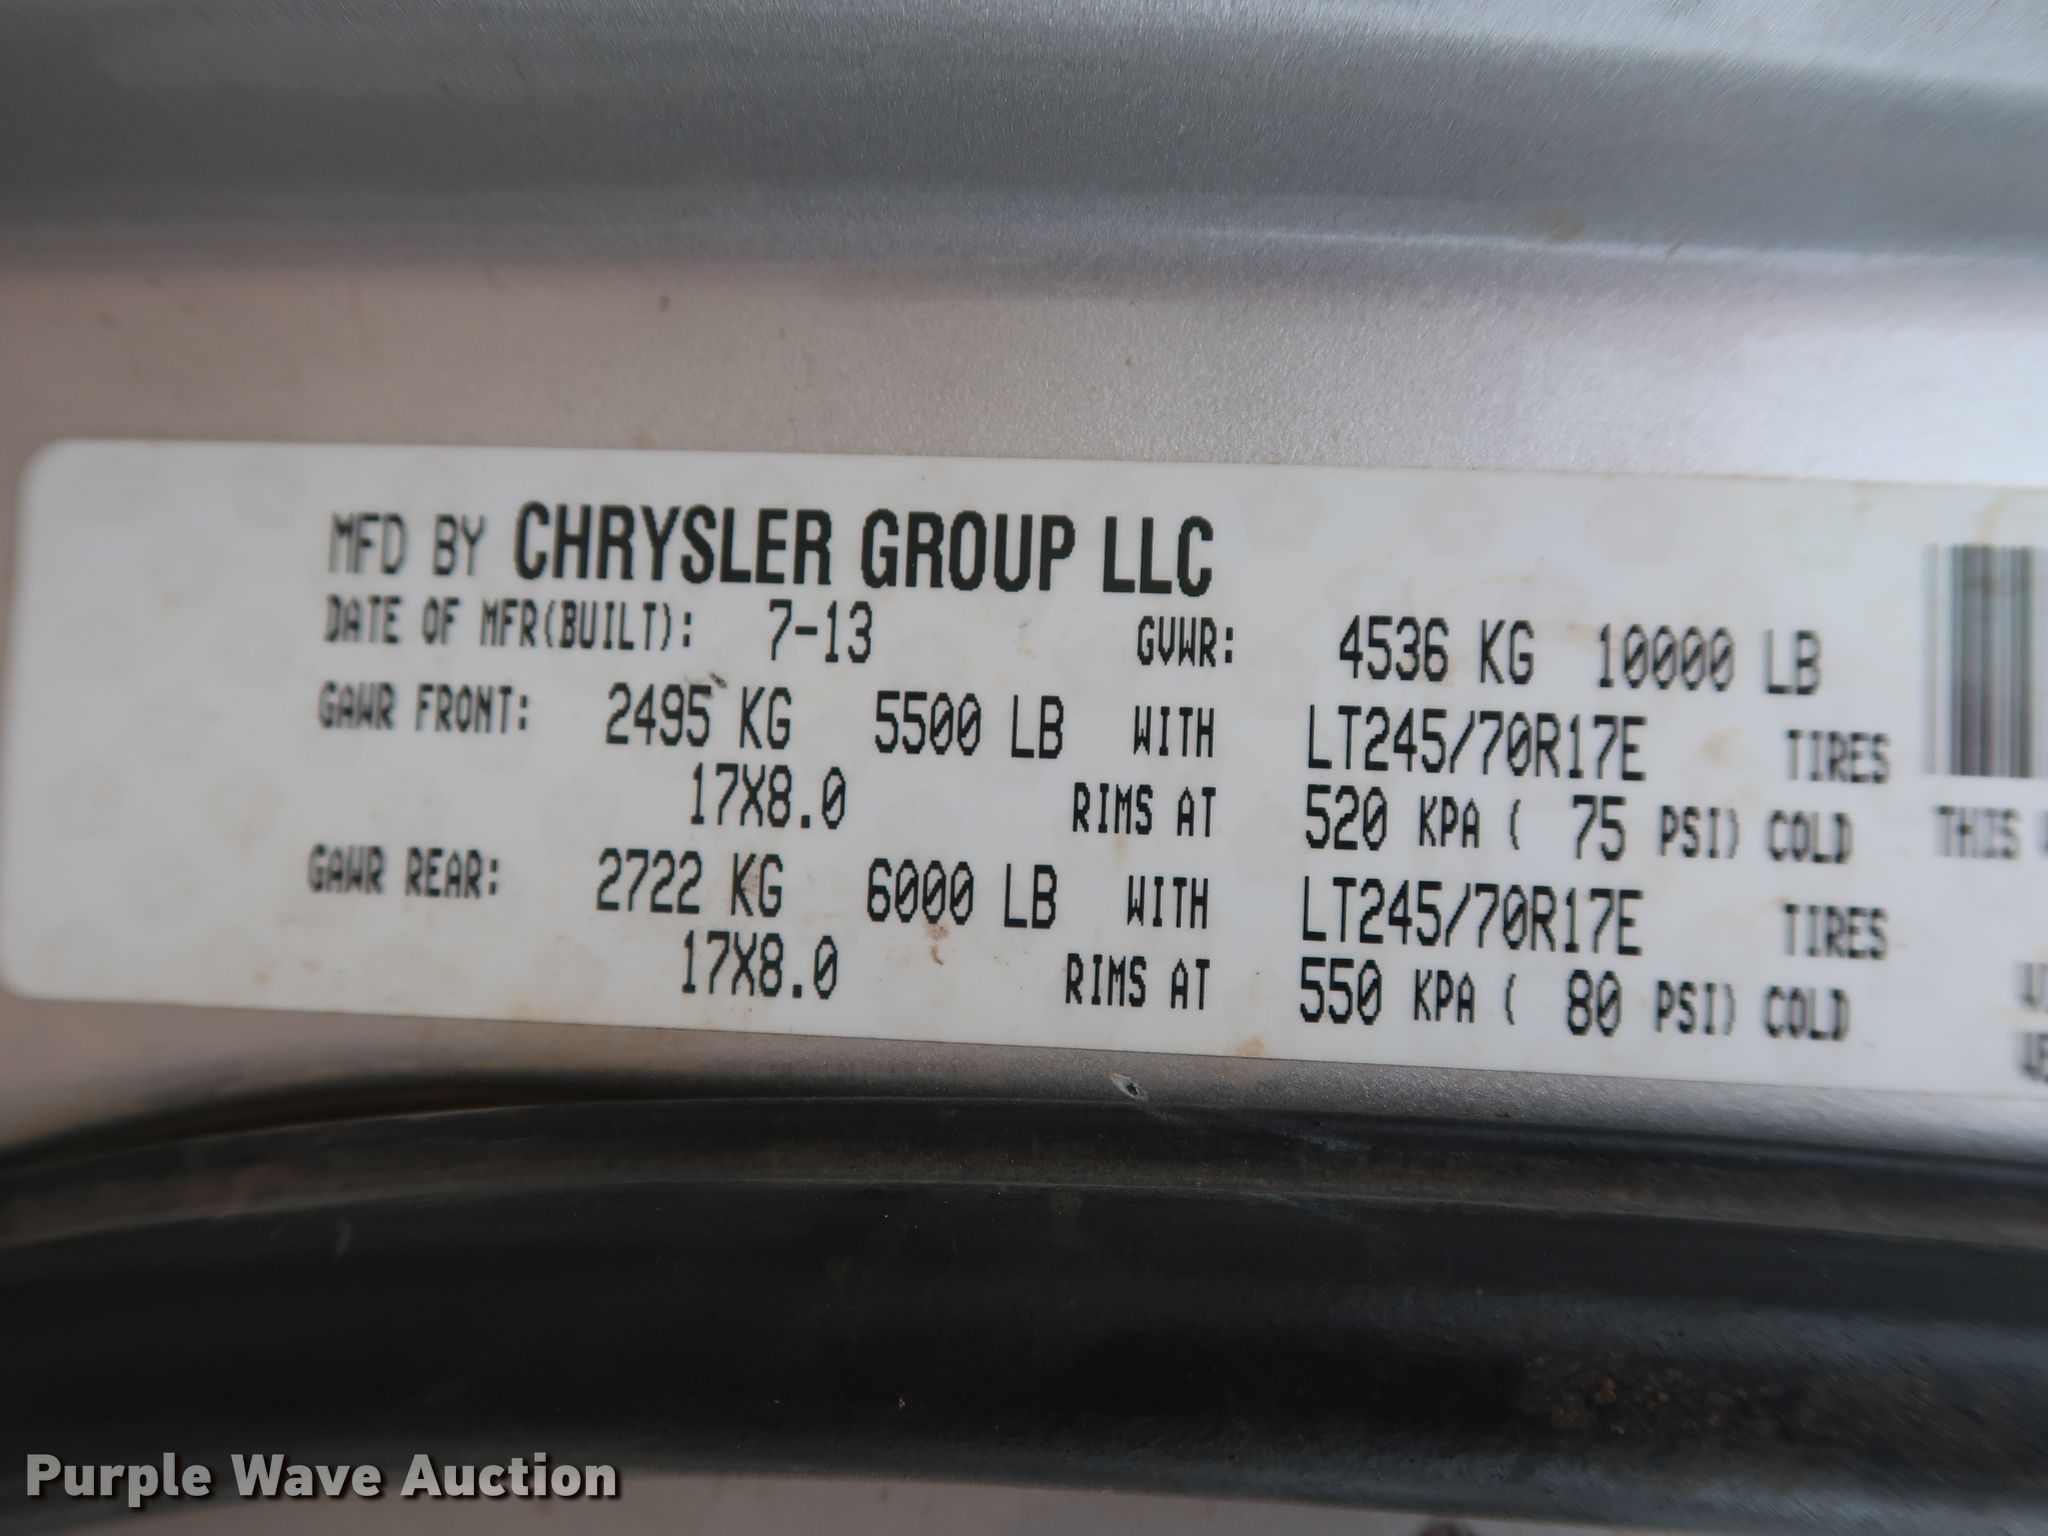 MFD BY CHRYSLER GROUP LLC
DATE OF MFR(BUILT): 7-13 GVWR: 4536 KG 10000 LB
GAWR FRONT: 2495 KG 5500 LB WITH LT245/70R17E TIRES
17X8.0 RIMS AT 520 KPA ( 75 PSI) COLD
THIS
GAWR REAR: 2722 KG 6000 LB WITH LT245/70R17E TIRES
17X8.0 RIMS AT 550 KPA ( 80 PSI) COLD
Purple Wave Auction